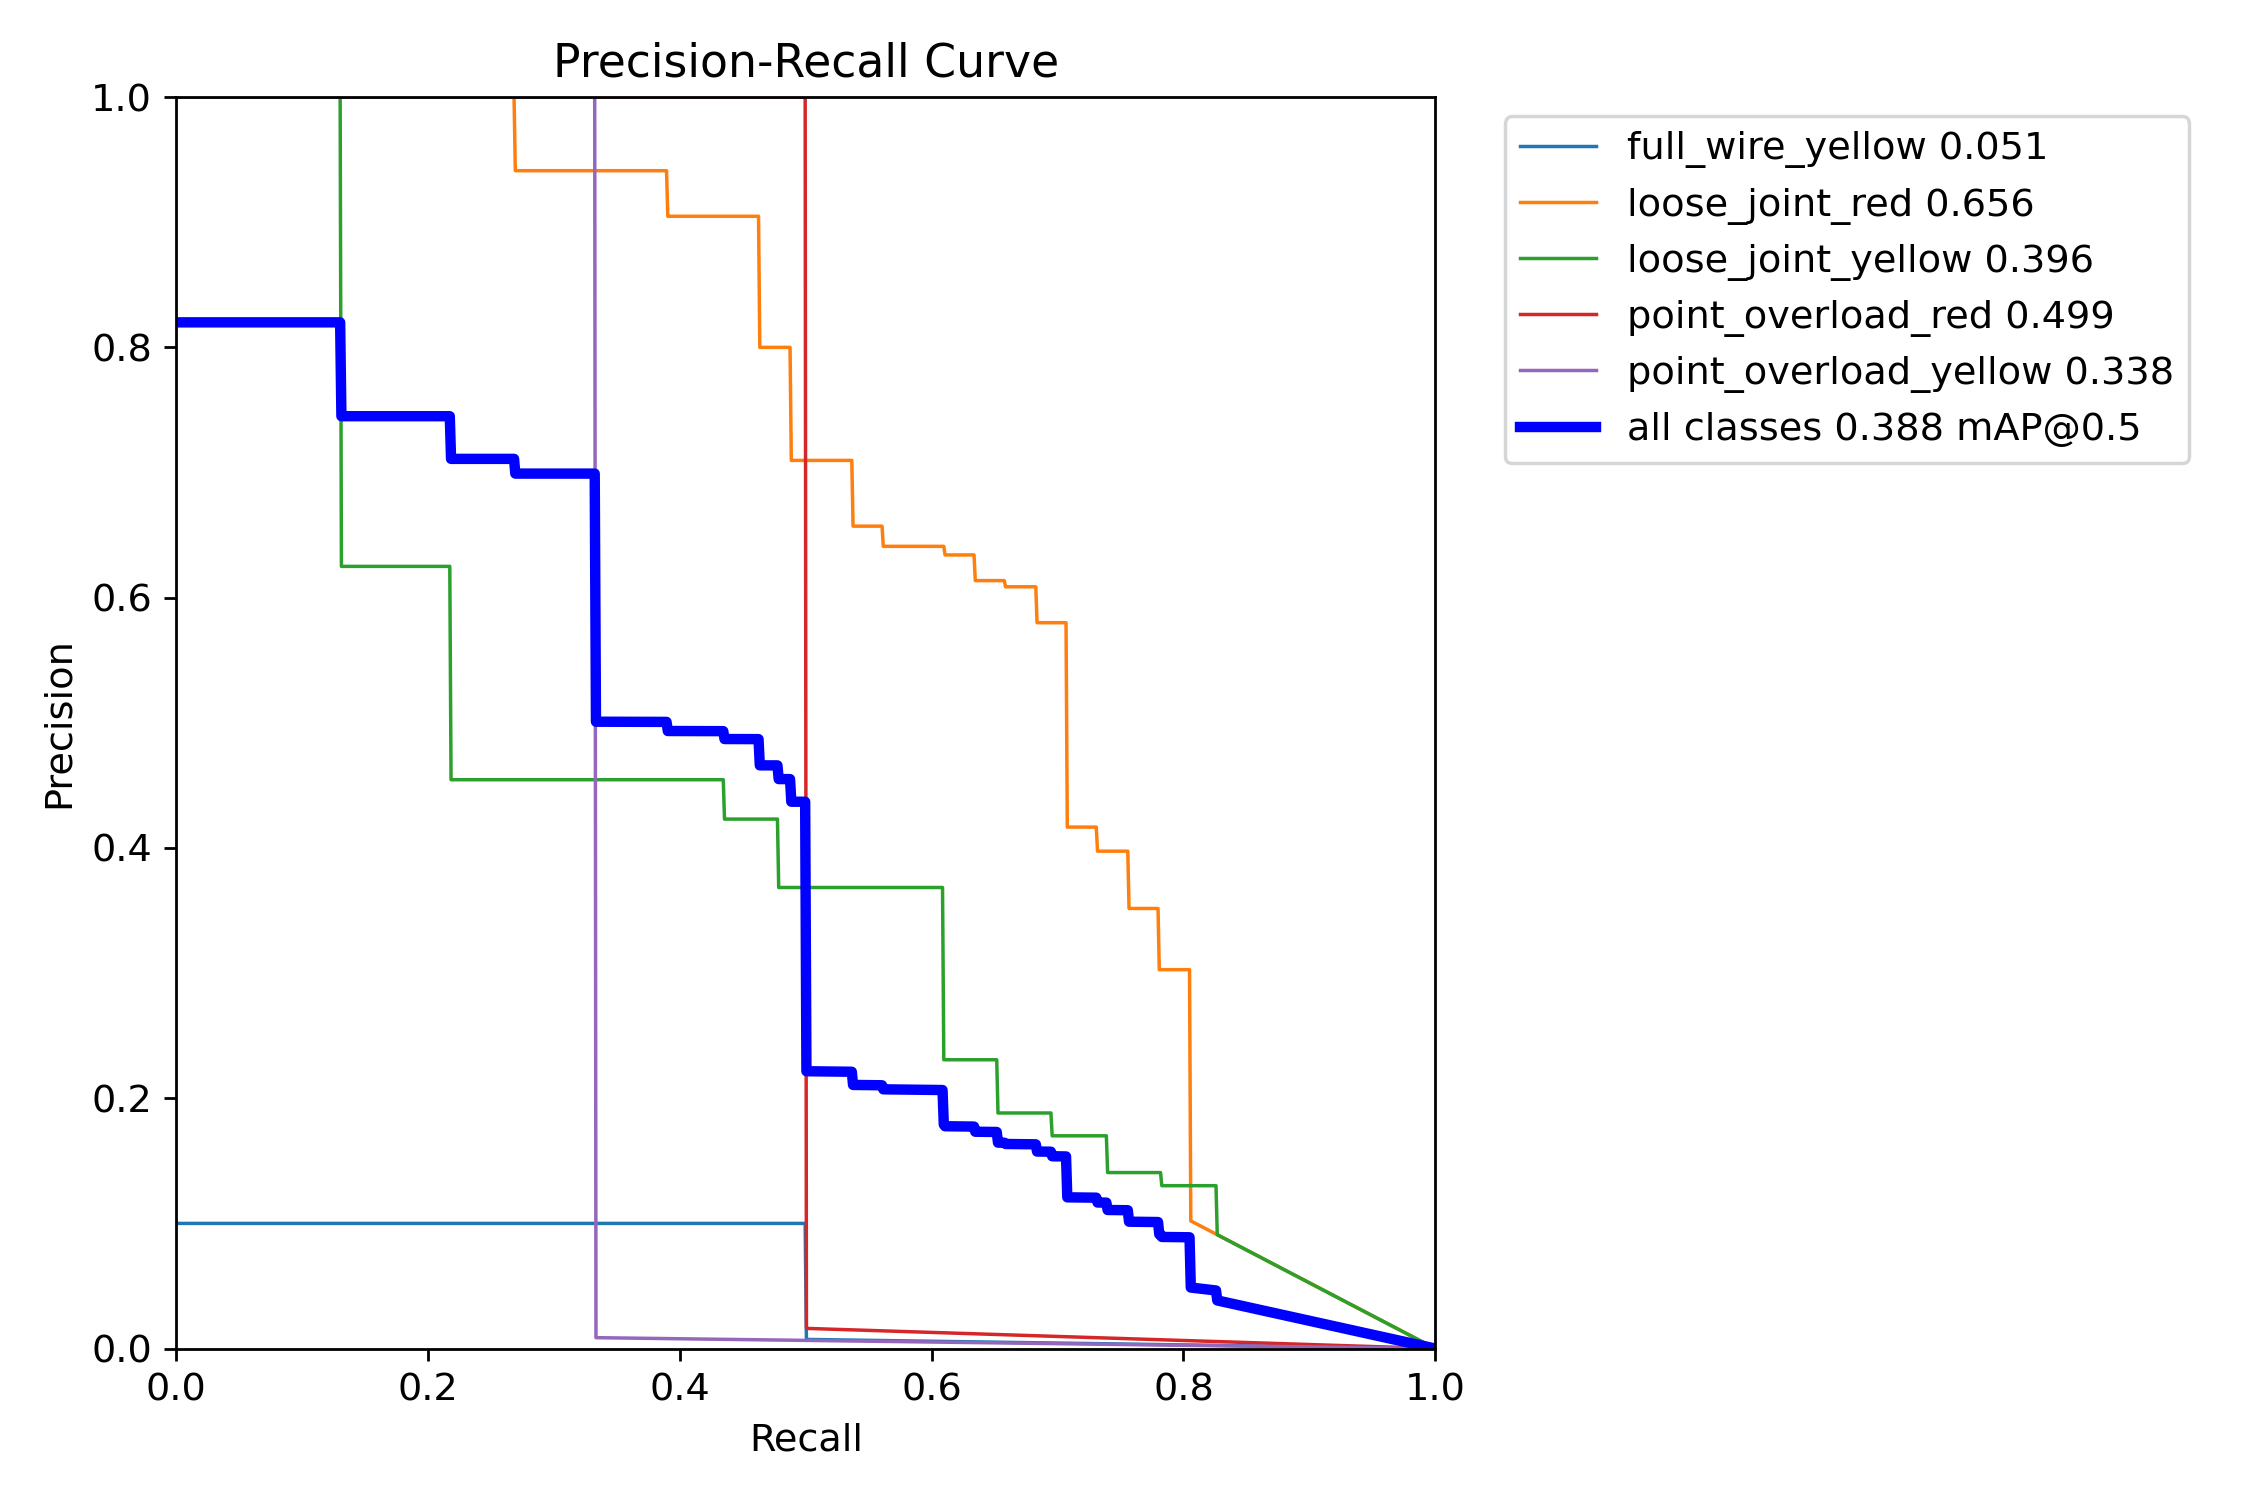 Precision-Recall Curve
1.0
0.8
0.6
0.4
0.2
0.0
Precision
0.0 0.2 0.4 0.6 0.8 1.0
Recall
full_wire_yellow 0.051
loose_joint_red 0.656
loose_joint_yellow 0.396
point_overload_red 0.499
point_overload_yellow 0.338
all classes 0.388 mAP@0.5